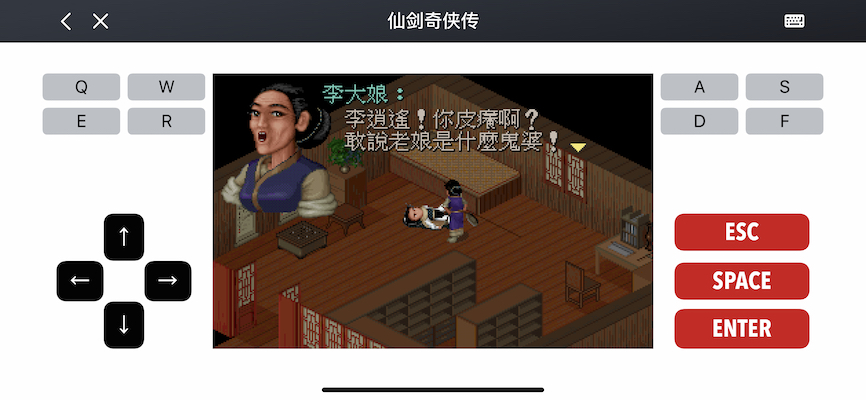 仙剑奇侠传
Q W A S
E R D F
李大娘：
李逍遙！你皮癢啊？
敢說老娘是什麼鬼婆！
↑
← →
↓
ESC
SPACE
ENTER